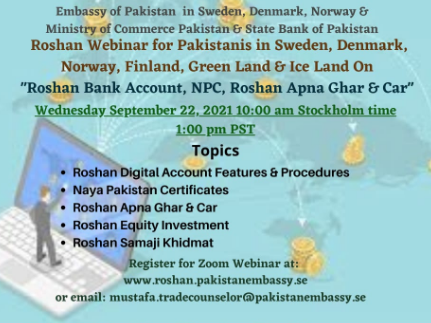 Embassy of Pakistan in Sweden, Denmark, Norway &
Ministry of Commerce Pakistan & State Bank of Pakistan
Roshan Webinar for Pakistanis in Sweden, Denmark,
Norway, Finland, Green Land & Ice Land On
"Roshan Bank Account, NPC, Roshan Apna Ghar & Car"
Wednesday September 22, 2021 10:00 am Stockholm time
1:00 pm PST
Topics
• Roshan Digital Account Features & Procedures
• Naya Pakistan Certificates
• Roshan Apna Ghar & Car
• Roshan Equity Investment
• Roshan Samaji Khidmat
Register for Zoom Webinar at:
www.roshan.pakistanembassy.se
or email: mustafa.tradecounselor@pakistanembassy.se